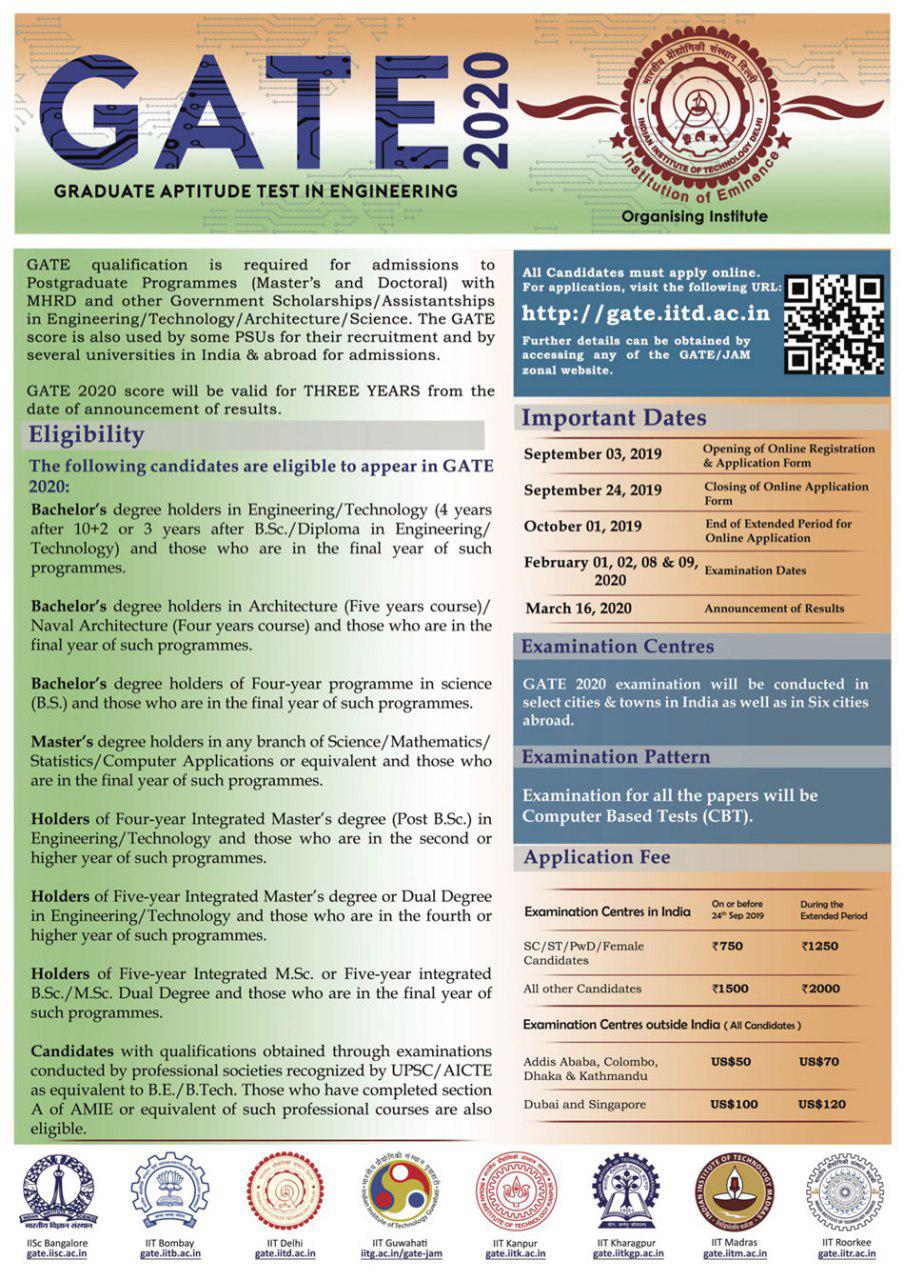 GATE 2020
GRADUATE APTITUDE TEST IN ENGINEERING
भारतीय प्रौद्योगिकी संस्थान दिल्ली
INDIAN INSTITUTE OF TECHNOLOGY DELHI
Institution of Eminence
Organising Institute
GATE qualification is required for admissions to
Postgraduate Programmes (Master's and Doctoral) with
MHRD and other Government Scholarships/Assistantships
in Engineering/Technology/Architecture/Science. The GATE
score is also used by some PSUs for their recruitment and by
several universities in India & abroad for admissions.
GATE 2020 score will be valid for THREE YEARS from the
date of announcement of results.
Eligibility
The following candidates are eligible to appear in GATE
2020:
Bachelor's degree holders in Engineering/Technology (4 years
after 10+2 or 3 years after B.Sc./Diploma in Engineering/
Technology) and those who are in the final year of such
programmes.
Bachelor's degree holders in Architecture (Five years course)/
Naval Architecture (Four years course) and those who are in the
final year of such programmes.
Bachelor's degree holders of Four-year programme in science
(B.S.) and those who are in the final year of such programmes.
Master's degree holders in any branch of Science/Mathematics/
Statistics/Computer Applications or equivalent and those who
are in the final year of such programmes.
Holders of Four-year Integrated Master's degree (Post B.Sc.) in
Engineering/Technology and those who are in the second or
higher year of such programmes.
Holders of Five-year Integrated Master's degree or Dual Degree
in Engineering/Technology and those who are in the fourth or
higher year of such programmes.
Holders of Five-year Integrated M.Sc. or Five-year integrated
B.Sc./M.Sc. Dual Degree and those who are in the final year of
such programmes.
Candidates with qualifications obtained through examinations
conducted by professional societies recognized by UPSC/AICTE
as equivalent to B.E./B.Tech. Those who have completed section
A of AMIE or equivalent of such professional courses are also
eligible.
All Candidates must apply online.
For application, visit the following URL:
http://gate.iitd.ac.in
Further details can be obtained by
accessing any of the GATE/JAM
zonal website.
Important Dates
September 03, 2019 Opening of Online Registration
& Application Form
September 24, 2019 Closing of Online Application
Form
October 01, 2019 End of Extended Period for
Online Application
February 01, 02, 08 & 09,
2020 Examination Dates
March 16, 2020 Announcement of Results
Examination Centres
GATE 2020 examination will be conducted in
select cities & towns in India as well as in Six cities
abroad.
Examination Pattern
Examination for all the papers will be
Computer Based Tests (CBT).
Application Fee
Examination Centres in India On or before
24th Sep 2019 During the
Extended Period
SC/ST/PwD/Female
Candidates ₹750 ₹1250
All other Candidates ₹1500 ₹2000
Examination Centres outside India ( All Candidates )
Addis Ababa, Colombo,
Dhaka & Kathmandu US$50 US$70
Dubai and Singapore US$100 US$120
भारतीय विज्ञान संस्थान
IISc Bangalore
gate.iisc.ac.in
IIT Bombay
gate.iitb.ac.in
IIT Delhi
gate.iitd.ac.in
Indian Institute of Technology Guwahati
IIT Guwahati
iitg.ac.in/gate-jam
INDIAN INSTITUTE OF TECHNOLOGY KANPUR
IIT Kanpur
gate.iitk.ac.in
IIT Kharagpur
gate.iitkgp.ac.in
INDIAN INSTITUTE OF TECHNOLOGY MADRAS
IIT Madras
gate.iitm.ac.in
IIT Roorkee
gate.iitr.ac.in